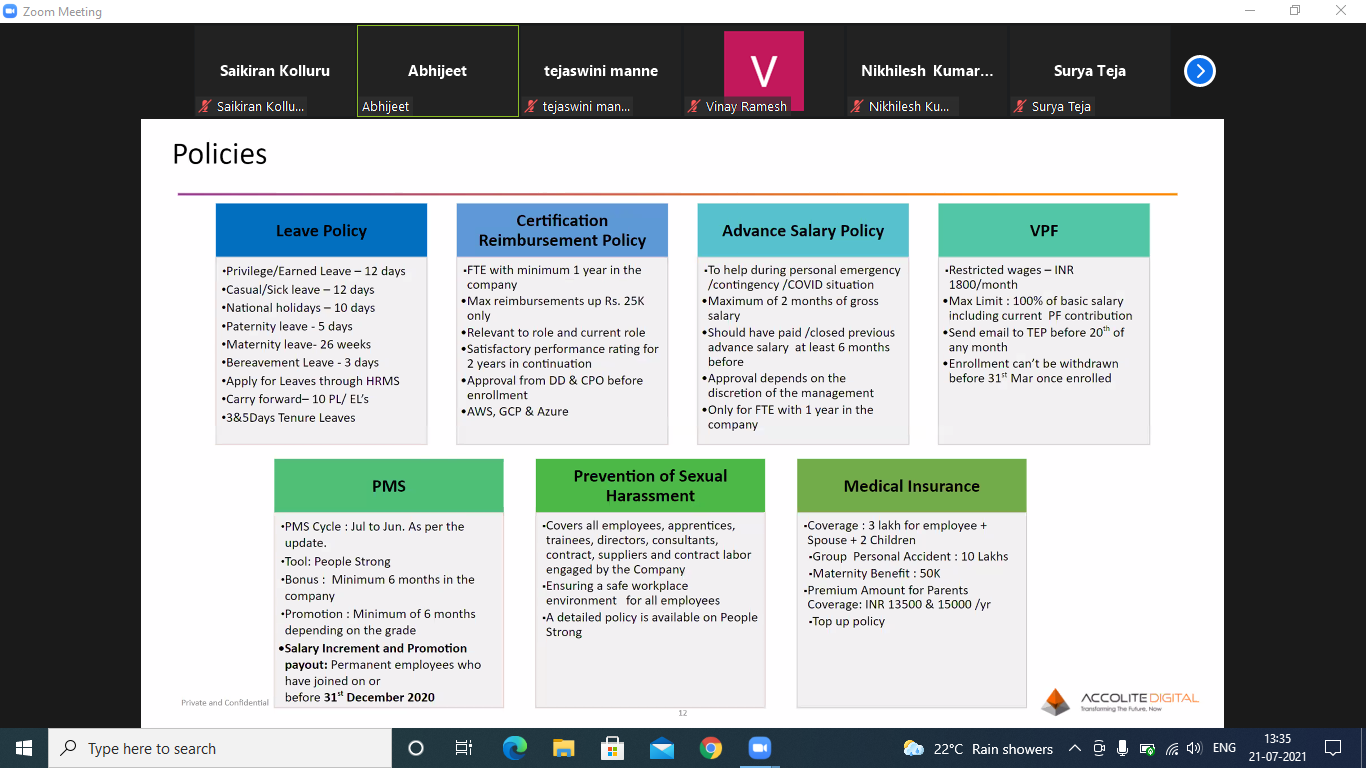 Zoom Meeting
Saikiran Kolluru
Abhijeet
tejaswini manne
V
Nikhilesh Kumar...
Surya Teja
Saikiran Kollu...
Abhijeet
tejaswini man...
Vinay Ramesh
Nikhilesh Ku...
Surya Teja
Policies
Leave Policy
•Privilege/Earned Leave – 12 days
•Casual/Sick leave – 12 days
•National holidays – 10 days
•Paternity leave - 5 days
•Maternity leave- 26 weeks
•Bereavement Leave - 3 days
•Apply for Leaves through HRMS
•Carry forward– 10 PL/ EL's
•3&5Days Tenure Leaves
Certification
Reimbursement Policy
•FTE with minimum 1 year in the
company
•Max reimbursements up Rs. 25K
only
•Relevant to role and current role
•Satisfactory performance rating for
2 years in continuation
•Approval from DD & CPO before
enrollment
•AWS, GCP & Azure
Advance Salary Policy
•To help during personal emergency
/contingency /COVID situation
•Maximum of 2 months of gross
salary
•Should have paid /closed previous
advance salary at least 6 months
before
•Approval depends on the
discretion of the management
•Only for FTE with 1 year in the
company
VPF
•Restricted wages – INR
1800/month
•Max Limit : 100% of basic salary
including current PF contribution
•Send email to TEP before 20th of
any month
•Enrollment can't be withdrawn
before 31st Mar once enrolled
PMS
•PMS Cycle : Jul to Jun. As per the
update.
•Tool: People Strong
•Bonus : Minimum 6 months in the
company
•Promotion : Minimum of 6 months
depending on the grade
•Salary Increment and Promotion
payout: Permanent employees who
have joined on or
before 31st December 2020
Prevention of Sexual
Harassment
•Covers all employees, apprentices,
trainees, directors, consultants,
contract, suppliers and contract labor
engaged by the Company
•Ensuring a safe workplace
environment for all employees
•A detailed policy is available on People
Strong
Medical Insurance
•Coverage : 3 lakh for employee +
Spouse + 2 Children
•Group Personal Accident : 10 Lakhs
•Maternity Benefit : 50K
•Premium Amount for Parents
Coverage: INR 13500 & 15000 /yr
•Top up policy
Private and Confidential
12
ACCOLITE DIGITAL
Transforming The Future, Now
Type here to search
22°C Rain showers
ENG
13:35
21-07-2021